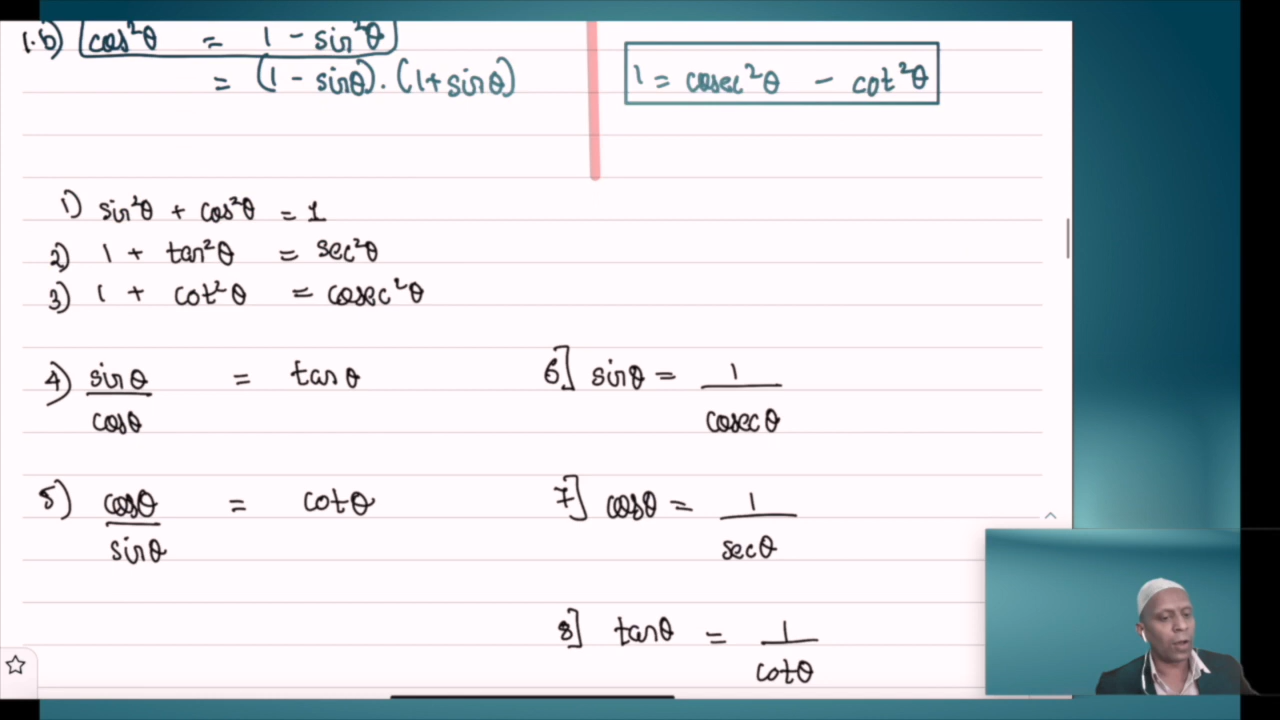 1.b) cos²θ = 1 - sin²θ
= (1 - sinθ).(1+sinθ)
1 = cosec²θ - cot²θ
1) sin²θ + cos²θ = 1
2) 1 + tan²θ = sec²θ
3) 1 + cot²θ = cosec²θ
4) sinθ/cosθ = tanθ
5) cosθ/sinθ = cotθ
6] sinθ = 1/cosecθ
7] cosθ = 1/secθ
8] tanθ = 1/cotθ